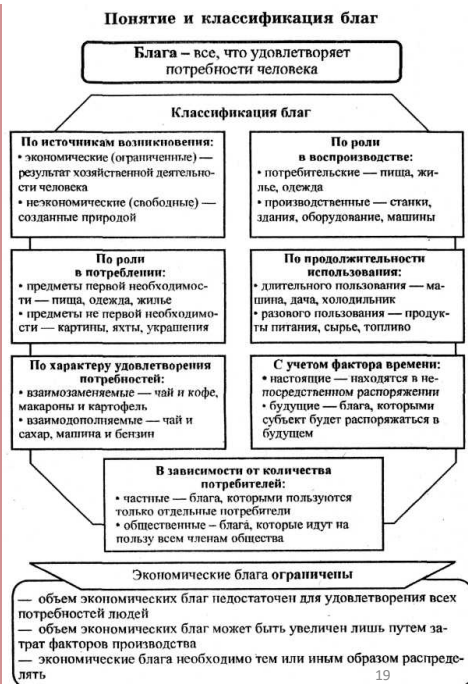 Понятие и классификация благ
Блага – все, что удовлетворяет
потребности человека
Классификация благ
По источникам возникновения:
• экономические (ограниченные) —
результат хозяйственной деятельно-
сти человека
• неэкономические (свободные) —
созданные природой
По роли
в воспроизводстве:
• потребительские — пища, жи-
лье, одежда
• производственные — станки,
здания, оборудование, машины
По роли
в потреблении:
• предметы первой необходимос-
ти — пища, одежда, жилье
• предметы не первой необходимо-
сти — картины, яхты, украшения
По продолжительности
использования:
• длительного пользования — ма-
шина, дача, холодильник
• разового пользования — продук-
ты питания, сырье, топливо
По характеру удовлетворения
потребностей:
• взаимозаменяемые — чай и кофе,
макароны и картофель
• взаимодополняемые — чай и
сахар, машина и бензин
С учетом фактора времени:
• настоящие — находятся в не-
посредственном распоряжении
• будущие — блага, которыми
субъект будет распоряжаться в
будущем
В зависимости от количества
потребителей:
• частные — блага, которыми пользуются
только отдельные потребители
• общественные – блага, которые идут на
пользу всем членам общества
Экономические блага ограничены
— объем экономических благ недостаточен для удовлетворения всех
потребностей людей
— объем экономических благ может быть увеличен лишь путем за-
трат факторов производства
— экономические блага необходимо тем или иным образом распреде-
лять
19